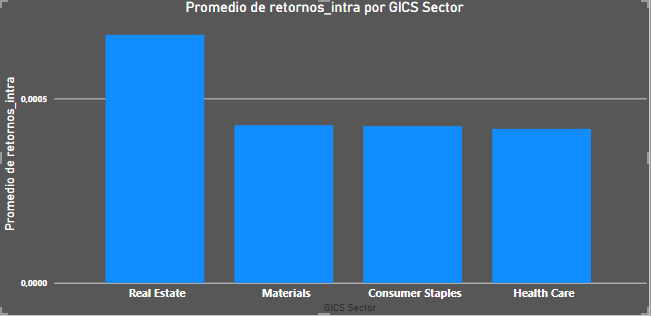 Promedio de retornos_intra por GICS Sector
Promedio de retornos_intra
0,0005
0,0000
Real Estate
Materials
Consumer Staples
Health Care
GICS Sector